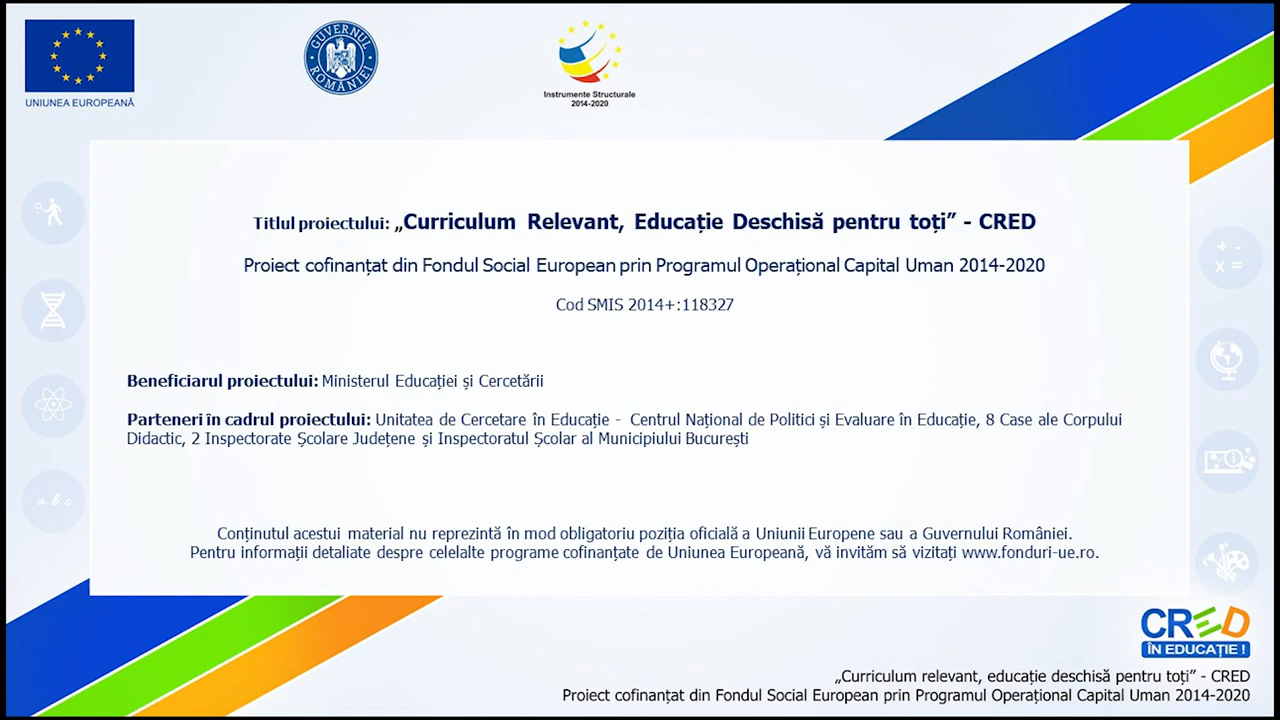 UNIUNEA EUROPEANĂ
GUVERNUL ROMÂNIEI
Instrumente Structurale
2014-2020
Titlul proiectului: „Curriculum Relevant, Educație Deschisă pentru toți” - CRED
Proiect cofinanțat din Fondul Social European prin Programul Operațional Capital Uman 2014-2020
Cod SMIS 2014+:118327
Beneficiarul proiectului: Ministerul Educației și Cercetării
Parteneri în cadrul proiectului: Unitatea de Cercetare în Educație - Centrul Național de Politici și Evaluare în Educație, 8 Case ale Corpului
Didactic, 2 Inspectorate Școlare Județene și Inspectoratul Școlar al Municipiului București
Conținutul acestui material nu reprezintă în mod obligatoriu poziția oficială a Uniunii Europene sau a Guvernului României.
Pentru informații detaliate despre celelalte programe cofinanțate de Uniunea Europeană, vă invităm să vizitați www.fonduri-ue.ro.
a b c
+ -
x =
CRED
ÎN EDUCAȚIE !
„Curriculum relevant, educație deschisă pentru toți” - CRED
Proiect cofinanțat din Fondul Social European prin Programul Operațional Capital Uman 2014-2020